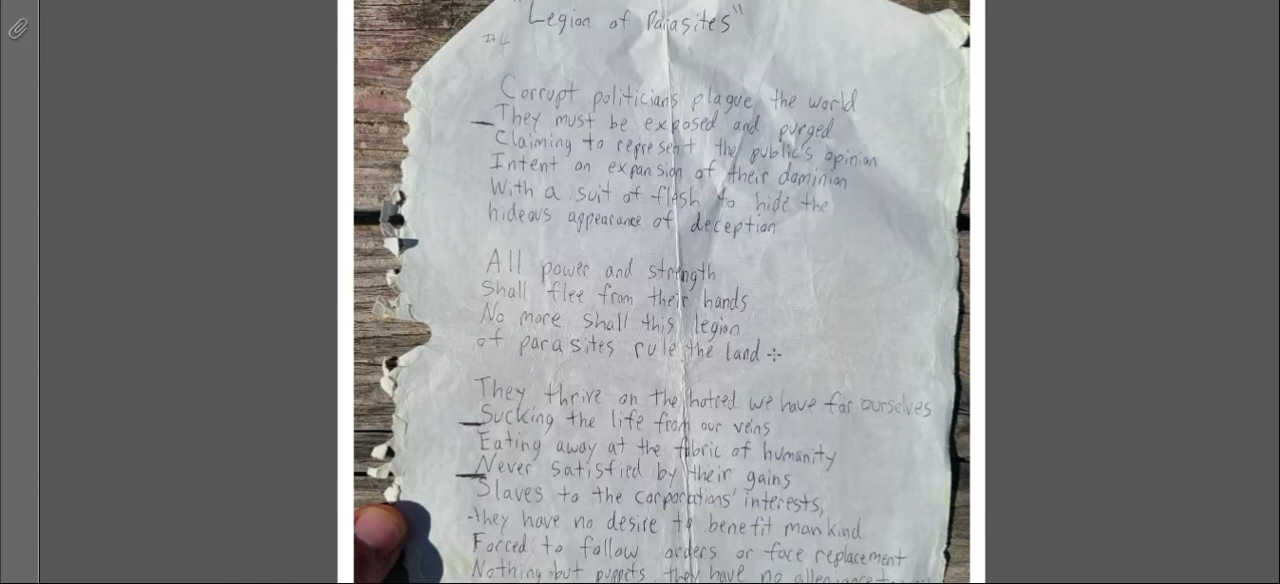 "Legion of Parasites"
Corrupt politicians plague the world
They must be exposed and purged
Claiming to represent the public's opinion
Intent on expansion of their dominion
With a suit of flesh to hide the
hideous appearance of deception
All power and strength
Shall flee from their hands
No more shall this legion
of parasites rule the land
They thrive on the hatred we have for ourselves
Sucking the life from our veins
Eating away at the fabric of humanity
Never satisfied by their gains
Slaves to the corporations' interests,
they have no desire to benefit mankind
Forced to follow orders or face replacement
Nothing but puppets, they have no allegiance